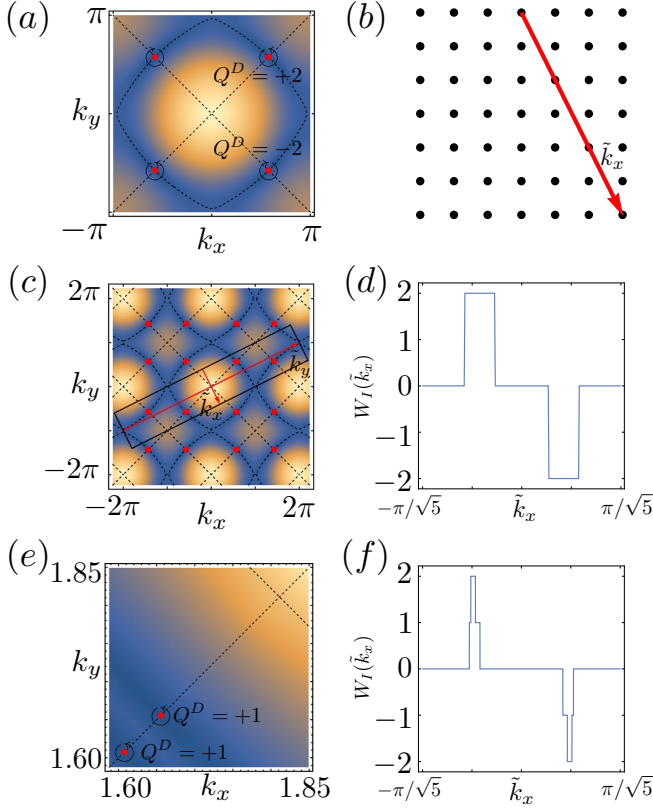 (a)
π
k_y
−π
k_x
π
Q^D = +2
Q^D = −2
(b)
k̃_x
(c)
2π
k_y
−2π
−2π
k_x
2π
k̃_y
k̃_x
(d)
W_I(k̃_x)
2
1
0
−1
−2
−π/√5
k̃_x
π/√5
(e)
1.85
k_y
1.60
1.60
k_x
1.85
Q^D = +1
Q^D = +1
(f)
W_I(k̃_x)
2
1
0
−1
−2
−π/√5
k̃_x
π/√5